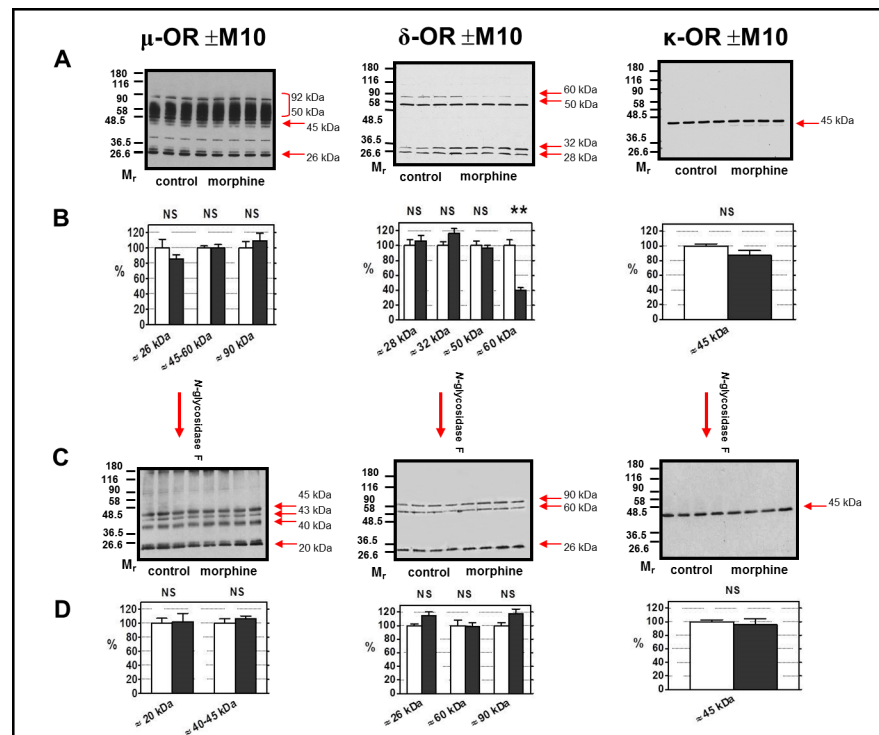 μ-OR ±M10
δ-OR ±M10
κ-OR ±M10
A
180
116
90
58
48.5
36.5
26.6
Mr
92 kDa
50 kDa
45 kDa
26 kDa
control morphine
180
116
90
58
48.5
36.5
26.6
Mr
60 kDa
50 kDa
32 kDa
28 kDa
control morphine
180
116
90
58
48.5
36.5
26.6
Mr
45 kDa
control morphine
B
NS NS NS
120
100
80
60
40
20
0
%
≈ 26 kDa
≈ 45-60 kDa
≈ 90 kDa
NS NS NS **
120
100
80
60
40
20
0
%
≈ 28 kDa
≈ 32 kDa
≈ 50 kDa
≈ 60 kDa
NS
120
100
80
60
40
20
0
%
≈ 45 kDa
N-glycosidase F
N-glycosidase F
N-glycosidase F
C
180
116
90
58
48.5
36.5
26.6
Mr
45 kDa
43 kDa
40 kDa
20 kDa
control morphine
180
116
90
58
48.5
36.5
26.6
Mr
90 kDa
60 kDa
26 kDa
control morphine
180
116
90
58
48.5
36.5
26.6
Mr
45 kDa
control morphine
D
NS NS
120
100
80
60
40
20
0
%
≈ 20 kDa
≈ 40-45 kDa
NS NS NS
120
100
80
60
40
20
0
%
≈ 26 kDa
≈ 60 kDa
≈ 90 kDa
NS
120
100
80
60
40
20
0
%
≈ 45 kDa